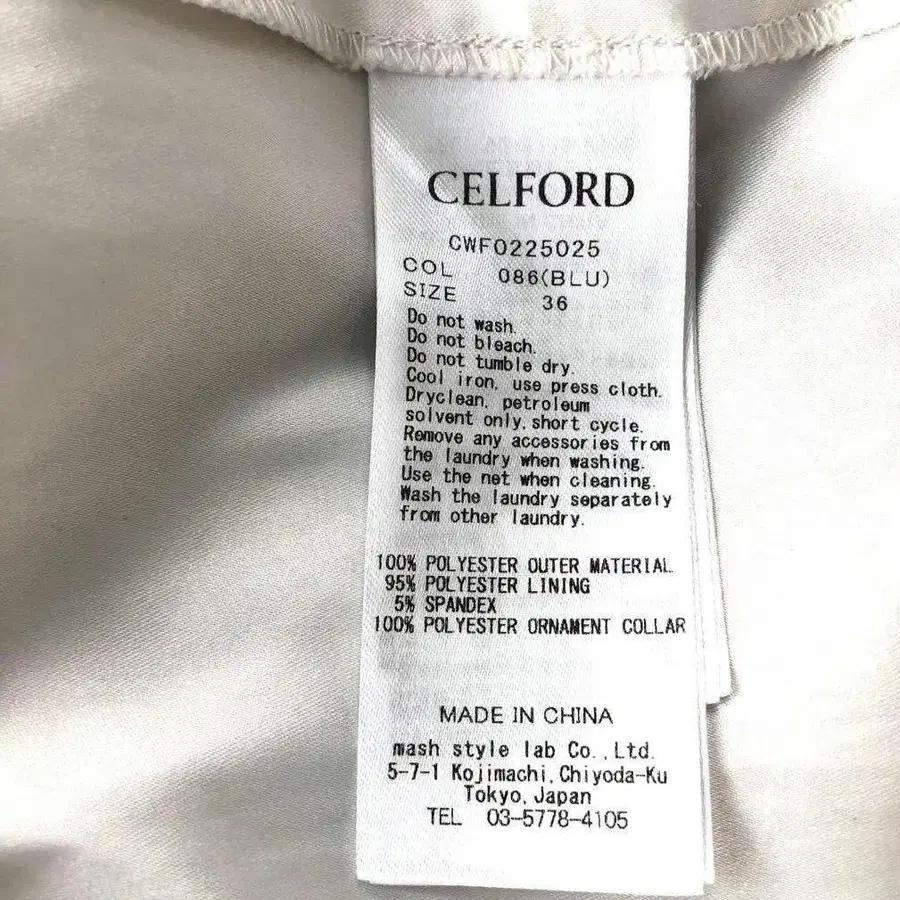 CELFORD
CWF0225025
COL 086(BLU)
SIZE 36
Do not wash.
Do not bleach.
Do not tumble dry.
Cool iron, use press cloth.
Dryclean, petroleum
solvent only, short cycle.
Remove any accessories from
the laundry when washing.
Use the net when cleaning.
Wash the laundry separately
from other laundry.
100% POLYESTER OUTER MATERIAL
95% POLYESTER LINING
5% SPANDEX
100% POLYESTER ORNAMENT COLLAR
MADE IN CHINA
mash style lab Co.,Ltd.
5-7-1 Kojimachi,Chiyoda-Ku
Tokyo,Japan
TEL 03-5778-4105